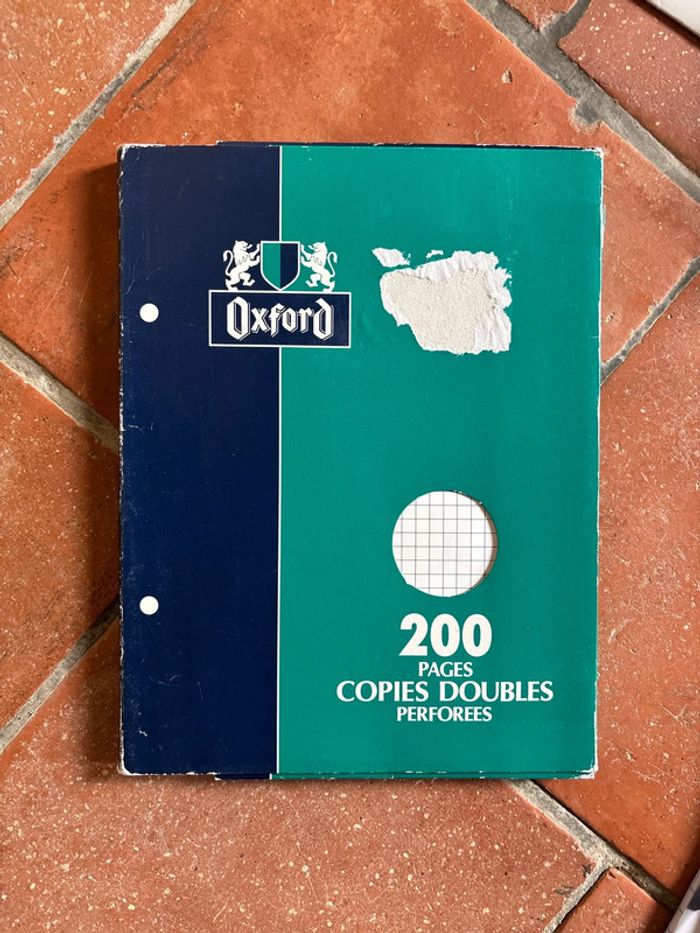 Oxford
200
PAGES
COPIES DOUBLES
PERFOREES